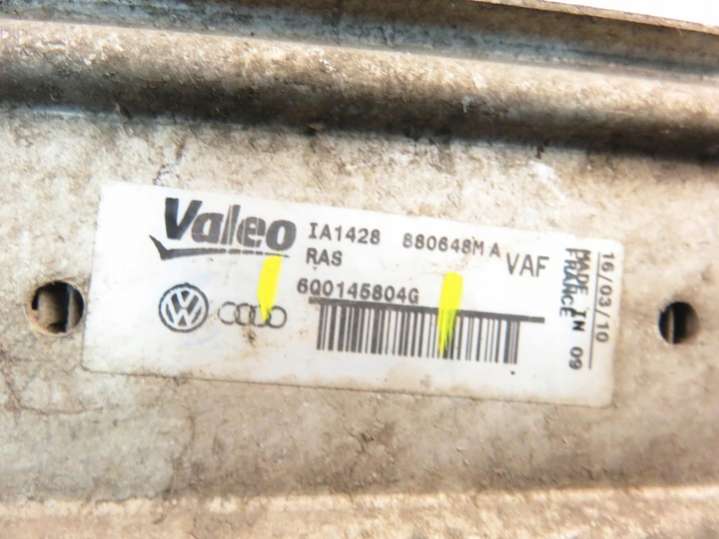 Valeo IA1428 880648M A
RAS VAF
6Q0145804G
MADE IN 09
FRANCE
16/03/10